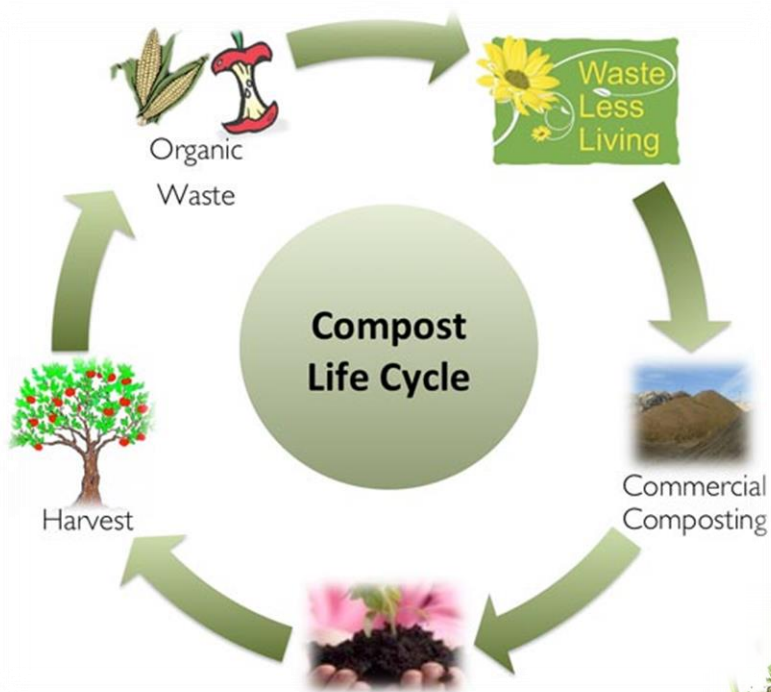 Organic
Waste
Waste
Less
Living
Compost
Life Cycle
Commercial
Composting
Harvest